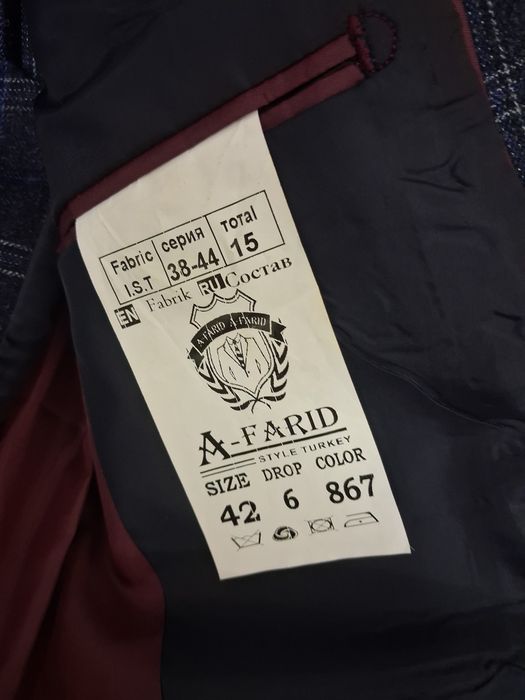 Fabric серия тотаl
I.S.T 38-44 15
EN Fabrik RU Состав
A-FARID A-FARID
A-FARID
STYLE TURKEY
SIZE DROP COLOR
42 6 867